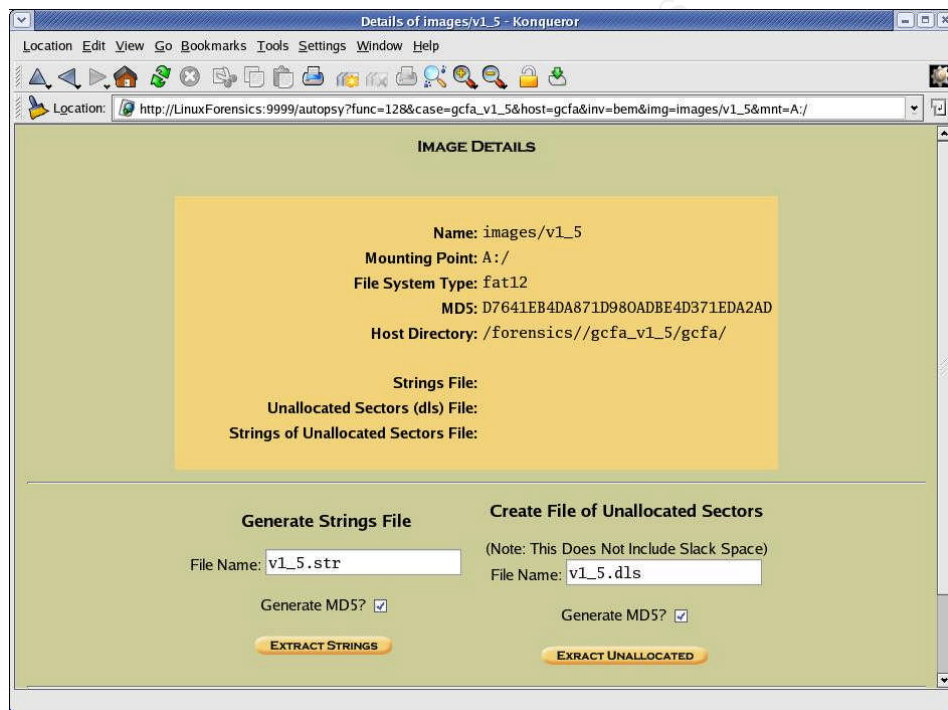 Details of images/v1_5 - Konqueror
Location Edit View Go Bookmarks Tools Settings Window Help
Location: http://LinuxForensics:9999/autopsy?func=128&case=gcfa_v1_5&host=gcfa&inv=bem&img=images/v1_5&mnt=A:/
IMAGE DETAILS
Name: images/v1_5
Mounting Point: A:/
File System Type: fat12
MD5: D7641EB4DA871D980ADBE4D371EDA2AD
Host Directory: /forensics//gcfa_v1_5/gcfa/
Strings File:
Unallocated Sectors (dls) File:
Strings of Unallocated Sectors File:
Generate Strings File
File Name: v1_5.str
Generate MD5?
EXTRACT STRINGS
Create File of Unallocated Sectors
(Note: This Does Not Include Slack Space)
File Name: v1_5.dls
Generate MD5?
EXRACT UNALLOCATED